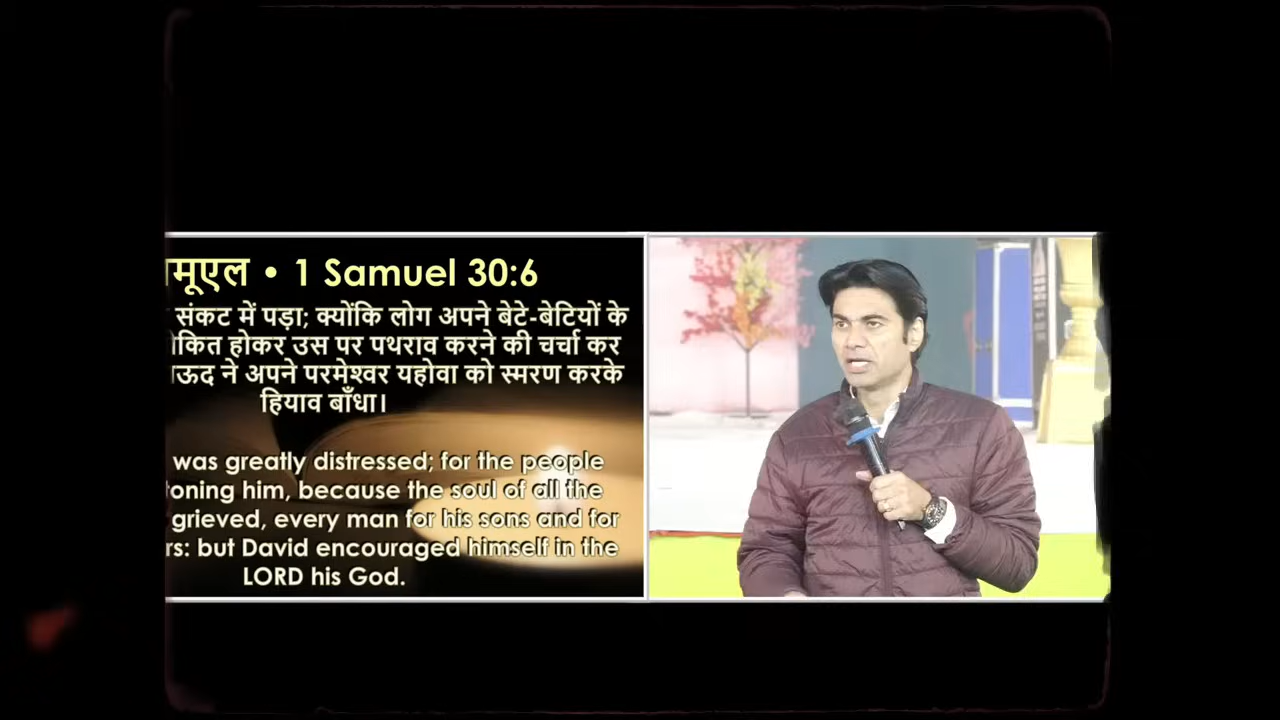 मूएल • 1 Samuel 30:6
संकट में पड़ा; क्योंकि लोग अपने बेटे-बेटियों के
होकर उस पर पथराव करने की चर्चा कर
ने अपने परमेश्वर यहोवा को स्मरण करके
हियाव बाँधा।
was greatly distressed; for the people
him, because the soul of all the
grieved, every man for his sons and for
but David encouraged himself in the
LORD his God.